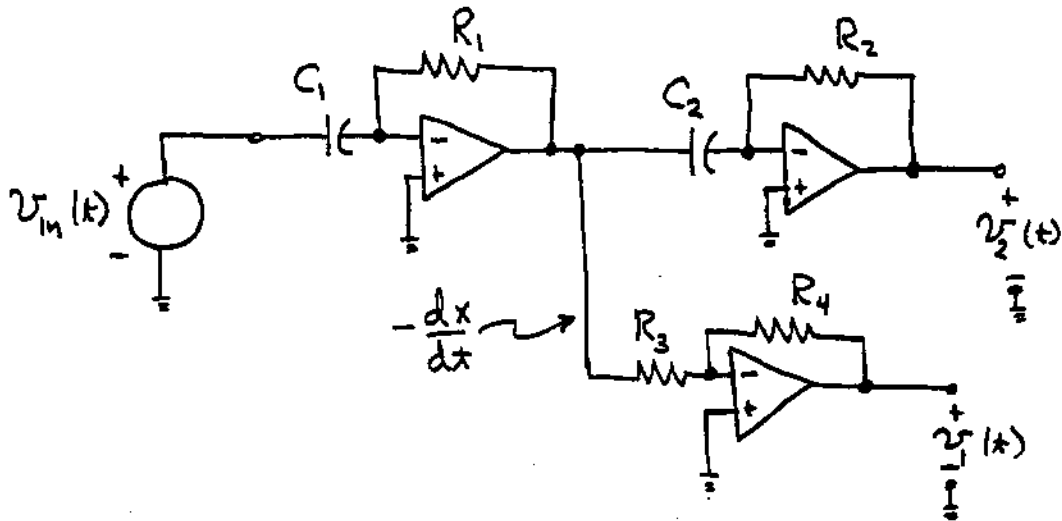 R₁
R₂
C₁
C₂
-
+
-
+
+
v_in(t)
-
+
v₂(t)
-
-dx/dt
R₃
R₄
-
+
+
v₁(t)
-